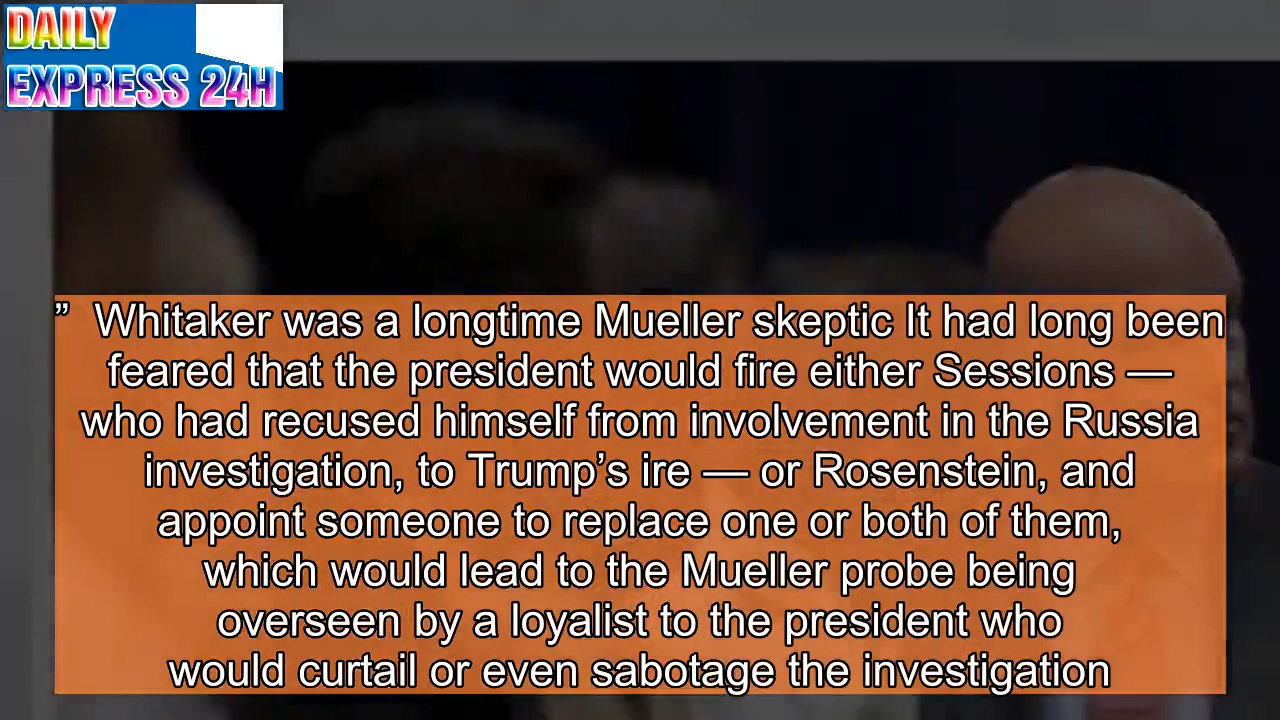 DAILY
EXPRESS 24H
” Whitaker was a longtime Mueller skeptic It had long been
feared that the president would fire either Sessions —
who had recused himself from involvement in the Russia
investigation, to Trump’s ire — or Rosenstein, and
appoint someone to replace one or both of them,
which would lead to the Mueller probe being
overseen by a loyalist to the president who
would curtail or even sabotage the investigation